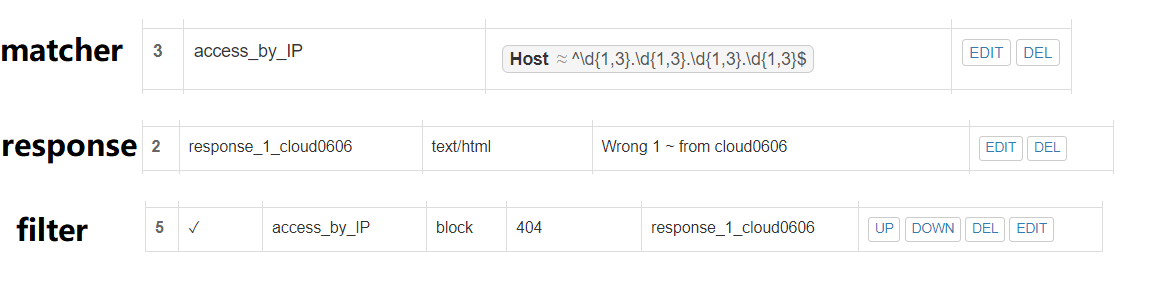 matcher 3 access_by_IP Host ≈ ^\d{1,3}.\d{1,3}.\d{1,3}.\d{1,3}$ EDIT DEL
response 2 response_1_cloud0606 text/html Wrong 1 ~ from cloud0606 EDIT DEL
filter 5 ✓ access_by_IP block 404 response_1_cloud0606 UP DOWN DEL EDIT